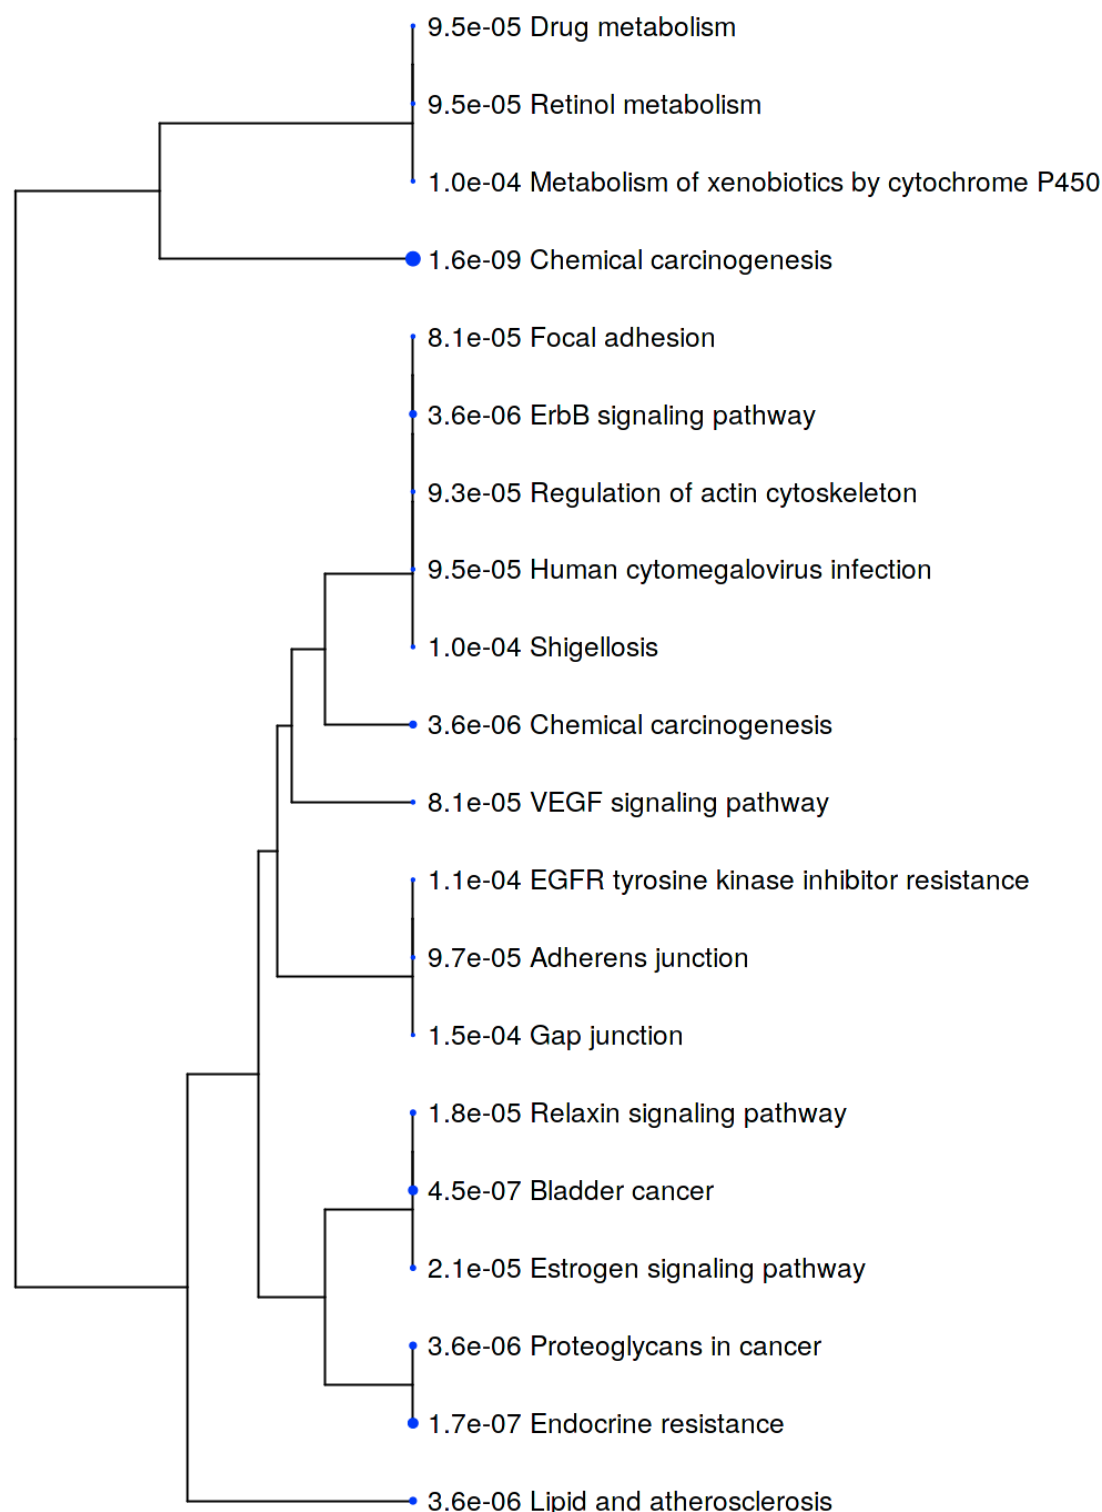 9.5e-05 Drug metabolism
9.5e-05 Retinol metabolism
1.0e-04 Metabolism of xenobiotics by cytochrome P450
1.6e-09 Chemical carcinogenesis
8.1e-05 Focal adhesion
3.6e-06 ErbB signaling pathway
9.3e-05 Regulation of actin cytoskeleton
9.5e-05 Human cytomegalovirus infection
1.0e-04 Shigellosis
3.6e-06 Chemical carcinogenesis
8.1e-05 VEGF signaling pathway
1.1e-04 EGFR tyrosine kinase inhibitor resistance
9.7e-05 Adherens junction
1.5e-04 Gap junction
1.8e-05 Relaxin signaling pathway
4.5e-07 Bladder cancer
2.1e-05 Estrogen signaling pathway
3.6e-06 Proteoglycans in cancer
1.7e-07 Endocrine resistance
3.6e-06 Lipid and atherosclerosis